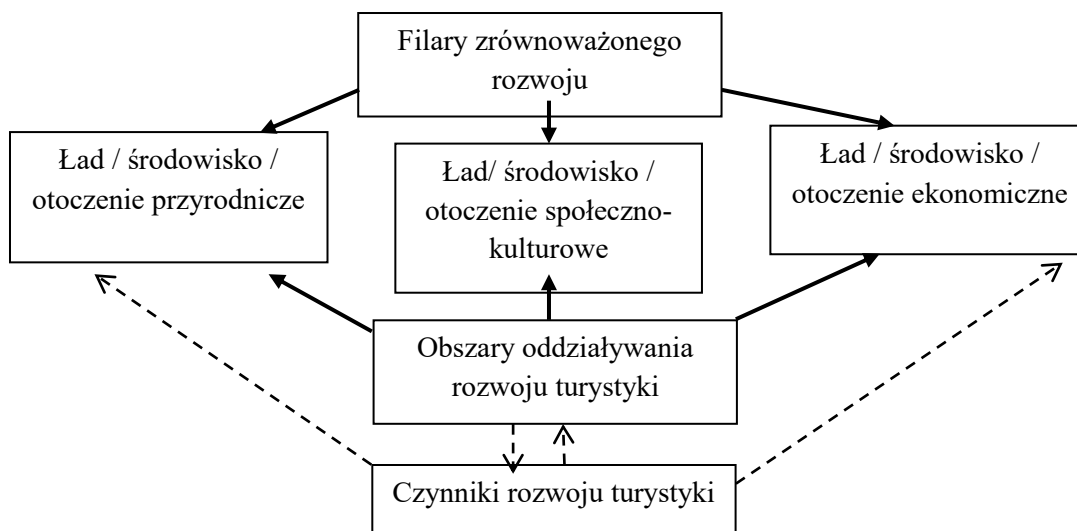 Filary zrównoważonego
rozwoju
Ład / środowisko /
otoczenie przyrodnicze
Ład/ środowisko /
otoczenie społeczno-
kulturowe
Ład / środowisko /
otoczenie ekonomiczne
Obszary oddziaływania
rozwoju turystyki
Czynniki rozwoju turystyki